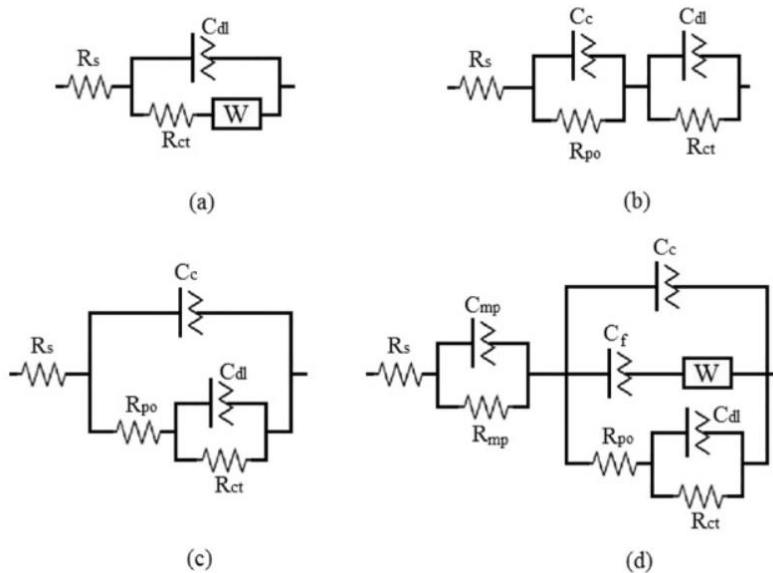 Cdl
Rs
W
Rct
(a)
Cc
Cdl
Rs
Rpo
Rct
(b)
Cc
Rs
Cdl
Rpo
Rct
(c)
Cc
Cmp
Cf
Rs
W
Rmp
Cdl
Rpo
Rct
(d)